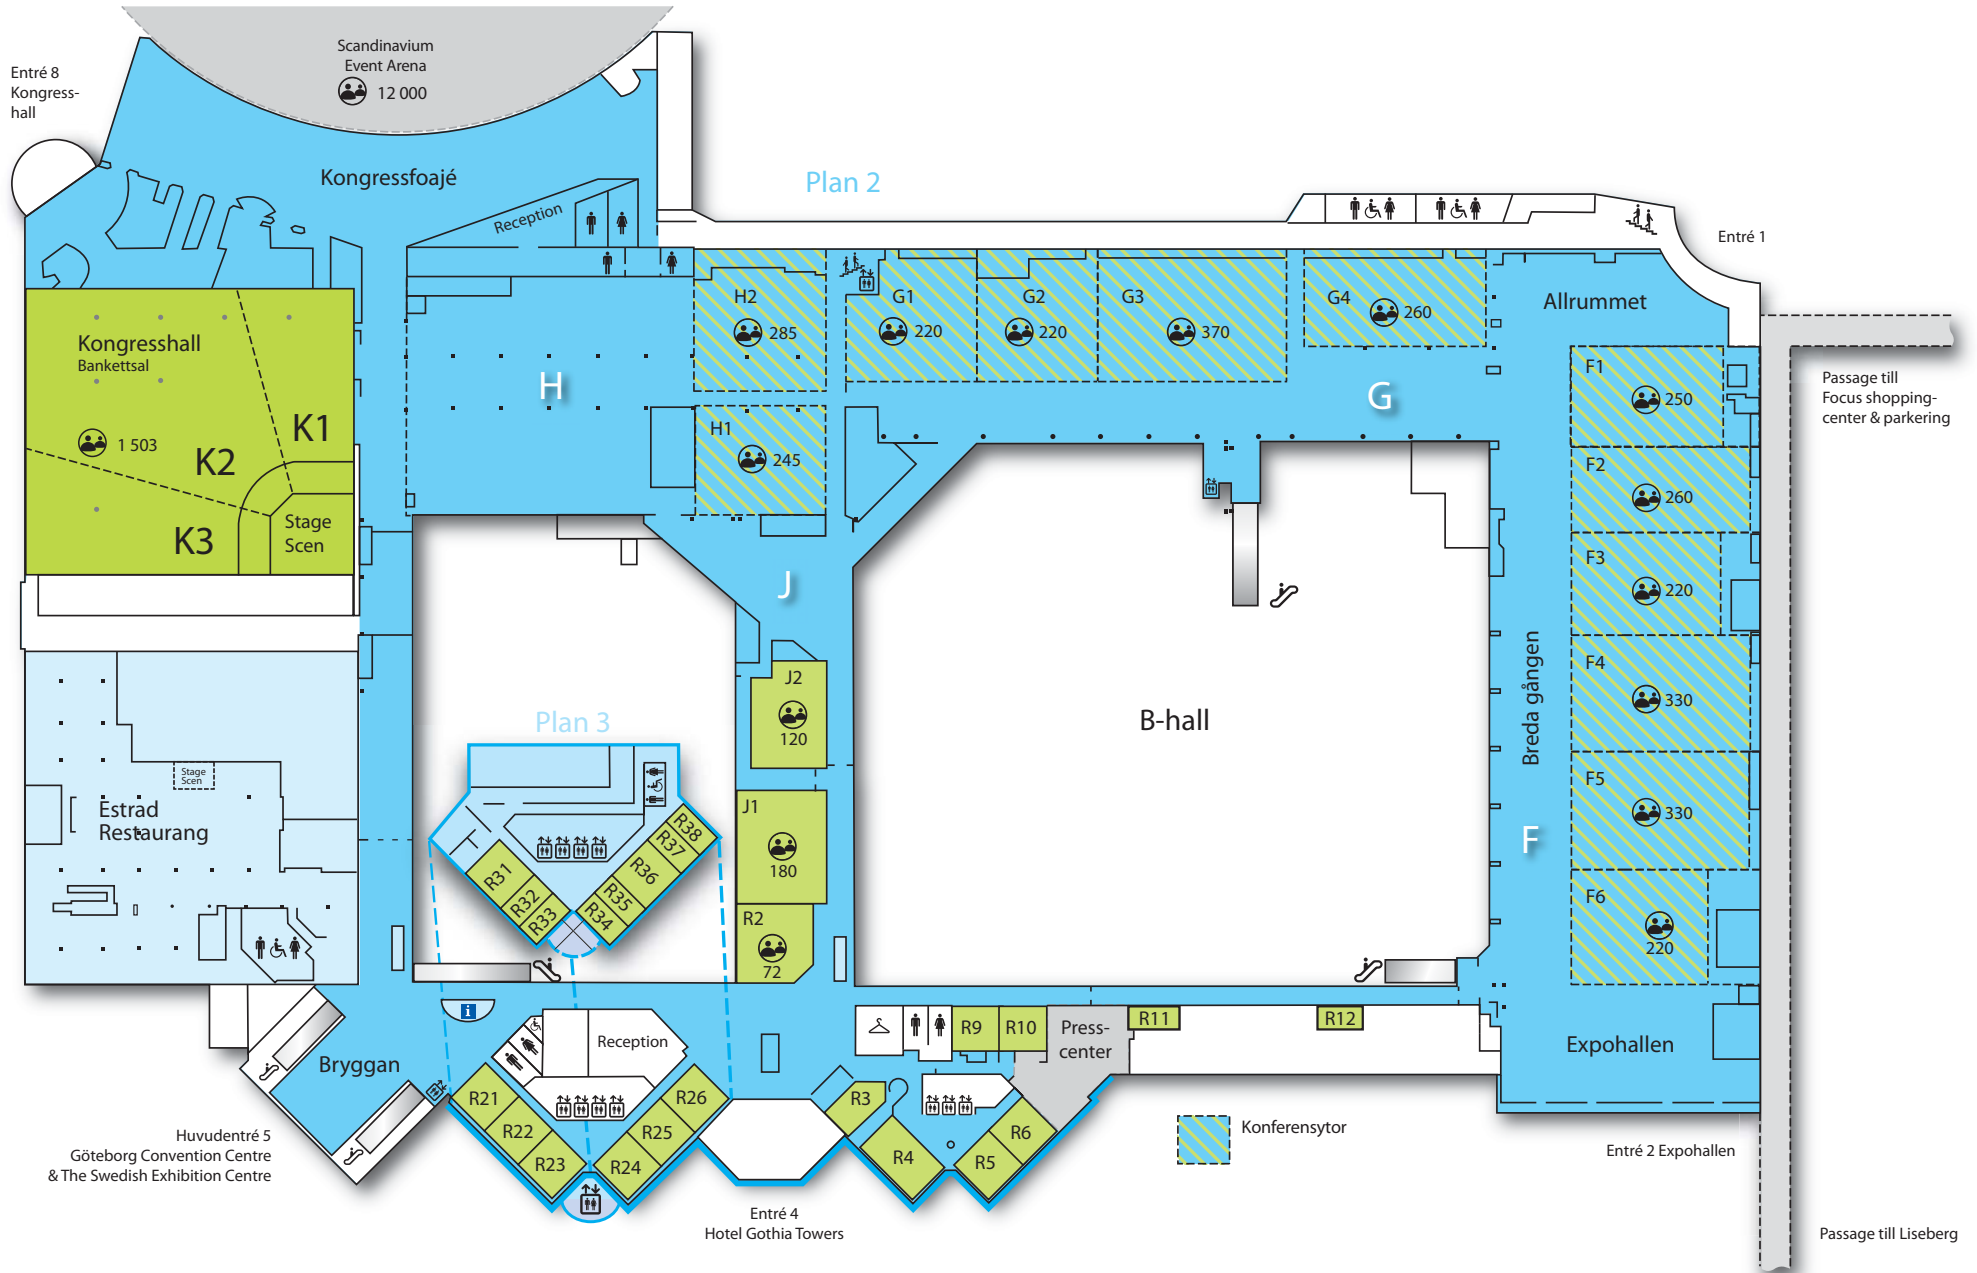 Scandinavium
Event Arena
12 000
Entré 8
Kongress-
hall
Kongressfoajé
Plan 2
Reception
Entré 1
H2
285
G1
220
G2
220
G3
370
G4
260
Allrummet
Kongresshall
Bankettsal
1 503
K1
K2
K3
Stage
Scen
H
H1
245
G
F1
250
Passage till
Focus shopping-
center & parkering
F2
260
F3
220
F4
330
F5
330
F6
220
Breda gången
F
J
J2
120
J1
180
R2
72
B-hall
Plan 3
R31
R32
R33
R34
R35
R36
R37
R38
Stage
Scen
Estrad
Restaurang
i
Reception
Bryggan
R21
R22
R23
R24
R25
R26
R3
R4
R5
R6
R9
R10
Press-
center
R11
R12
Expohallen
Konferensytor
Huvudentré 5
Göteborg Convention Centre
& The Swedish Exhibition Centre
Entré 4
Hotel Gothia Towers
Entré 2 Expohallen
Passage till Liseberg